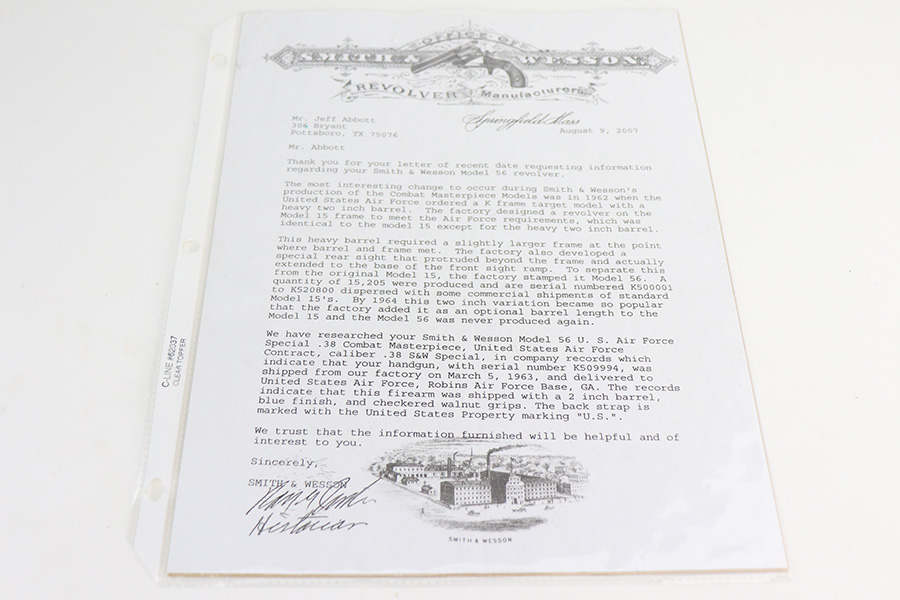 OFFICE OF
SMITH & WESSON.
REVOLVER Manufacturers
Springfield Mass
Mr. Jeff Abbott
306 Bryant
Pottsboro, TX 75076
August 9, 2007
Mr. Abbott
Thank you for your letter of recent date requesting information
regarding your Smith & Wesson Model 56 revolver.
The most interesting change to occur during Smith & Wesson's
production of the Combat Masterpiece Models was in 1962 when the
United States Air Force ordered a K frame target model with a
heavy two inch barrel. The factory designed a revolver on the
Model 15 frame to meet the Air Force requirements, which was
identical to the model 15 except for the heavy two inch barrel.
This heavy barrel required a slightly larger frame at the point
where barrel and frame met. The factory also developed a
special rear sight that protruded beyond the frame and actually
extended to the base of the front sight ramp. To separate this
from the original Model 15, the factory stamped it Model 56. A
quantity of 15,205 were produced and are serial numbered K500001
to K520800 dispersed with some commercial shipments of standard
Model 15's. By 1964 this two inch variation became so popular
that the factory added it as an optional barrel length to the
Model 15 and the Model 56 was never produced again.
We have researched your Smith & Wesson Model 56 U. S. Air Force
Special .38 Combat Masterpiece, United States Air Force
Contract, caliber .38 S&W Special, in company records which
indicate that your handgun, with serial number K509994, was
shipped from our factory on March 5, 1963, and delivered to
United States Air Force, Robins Air Force Base, GA. The records
indicate that this firearm was shipped with a 2 inch barrel,
blue finish, and checkered walnut grips. The back strap is
marked with the United States Property marking "U.S.".
We trust that the information furnished will be helpful and of
interest to you.
Sincerely,
SMITH & WESSON
Historian
SMITH & WESSON
C-LINE #62037
CLEAR TOPFER